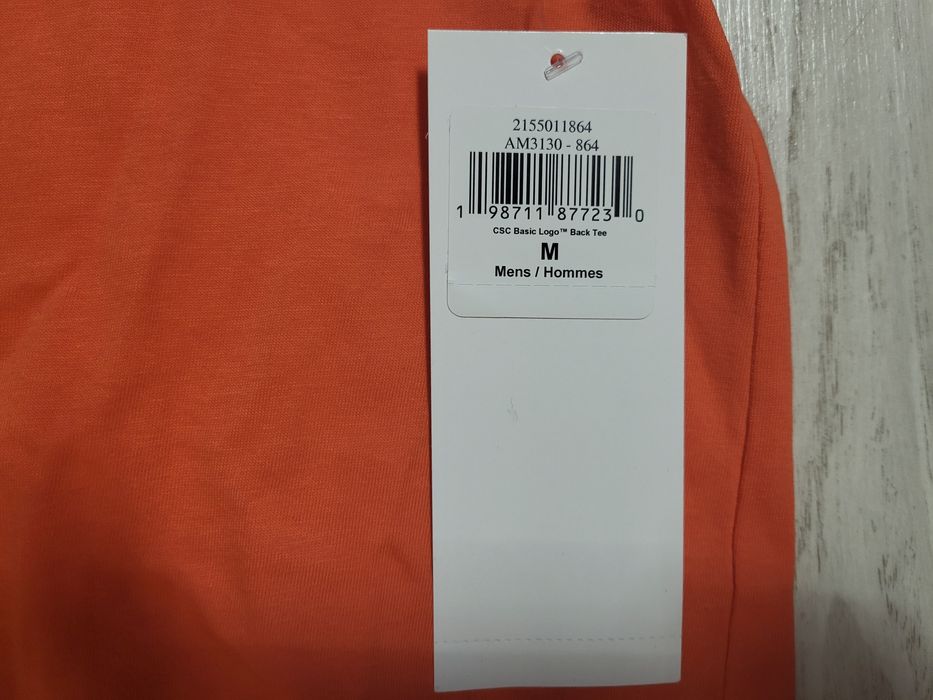 2155011864
AM3130 - 864
1 98711 87723 0
CSC Basic Logo™ Back Tee
M
Mens / Hommes